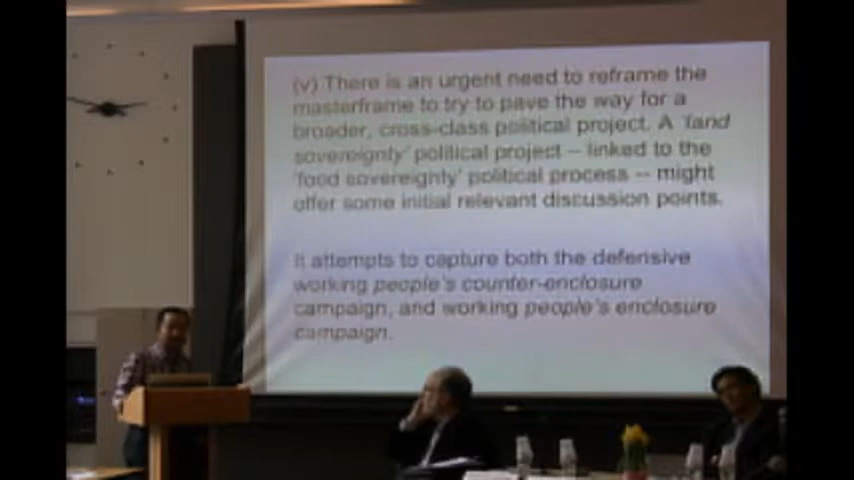 (v) There is an urgent need to reframe the
masterframe to try to pave the way for a
broader, cross-class political project. A 'land
sovereignty' political project – linked to the
'food sovereignty' political process -- might
offer some initial relevant discussion points.
It attempts to capture both the defensive
working people's counter-enclosure
campaign, and working people's enclosure
campaign.